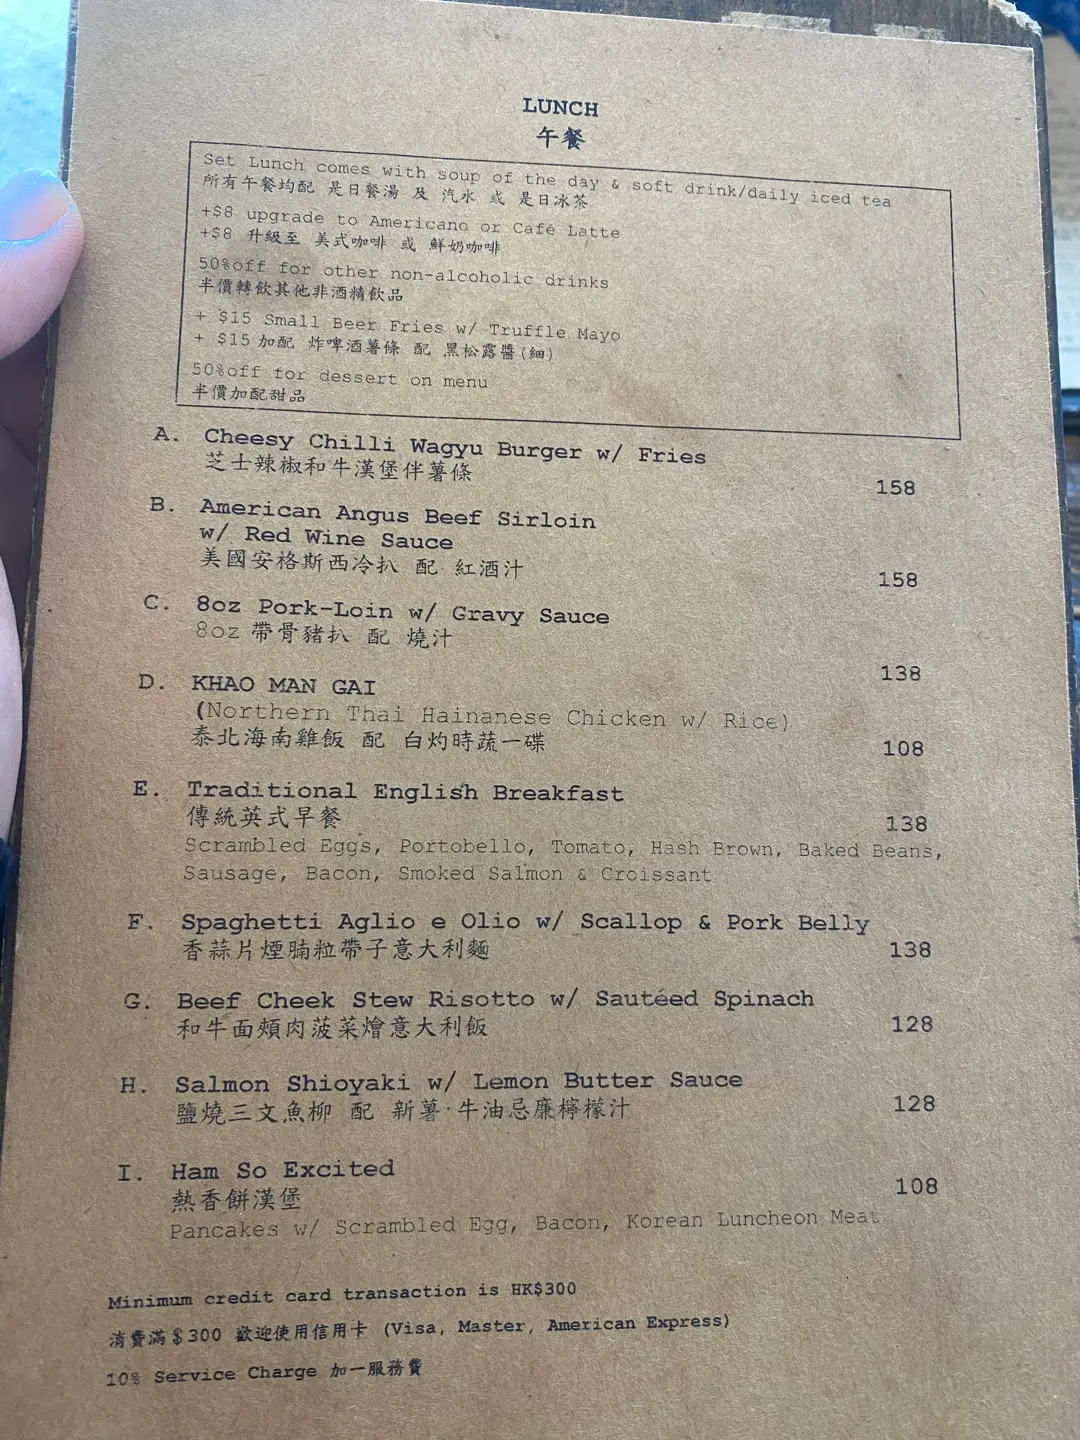 LUNCH
午餐
Set Lunch comes with soup of the day & soft drink/daily iced tea
所有午餐均配 是日餐湯 及 汽水 或 是日冰茶
+$8 upgrade to Americano or Café Latte
+$8 升級至 美式咖啡 或 鮮奶咖啡
50%off for other non-alcoholic drinks
半價轉飲其他非酒精飲品
+ $15 Small Beer Fries w/ Truffle Mayo
+ $15 加配 炸啤酒薯條 配 黑松露醬(細)
50%off for dessert on menu
半價加配甜品
A. Cheesy Chilli Wagyu Burger w/ Fries
芝士辣椒和牛漢堡伴薯條
158
B. American Angus Beef Sirloin
w/ Red Wine Sauce
美國安格斯西冷扒 配 紅酒汁
158
C. 8oz Pork-Loin w/ Gravy Sauce
8oz 帶骨豬扒 配 燒汁
138
D. KHAO MAN GAI
(Northern Thai Hainanese Chicken w/ Rice)
泰北海南雞飯 配 白灼時蔬一碟
108
E. Traditional English Breakfast
傳統英式早餐
138
Scrambled Eggs, Portobello, Tomato, Hash Brown, Baked Beans,
Sausage, Bacon, Smoked Salmon & Croissant
F. Spaghetti Aglio e Olio w/ Scallop & Pork Belly
香蒜片煙腩粒帶子意大利麵
138
G. Beef Cheek Stew Risotto w/ Sautéed Spinach
和牛面頰肉菠菜燴意大利飯
128
H. Salmon Shioyaki w/ Lemon Butter Sauce
鹽燒三文魚柳 配 新薯·牛油忌廉檸檬汁
128
I. Ham So Excited
熱香餅漢堡
108
Pancakes w/ Scrambled Egg, Bacon, Korean Luncheon Meat
Minimum credit card transaction is HK$300
消費滿$300 歡迎使用信用卡 (Visa, Master, American Express)
10% Service Charge 加一服務費